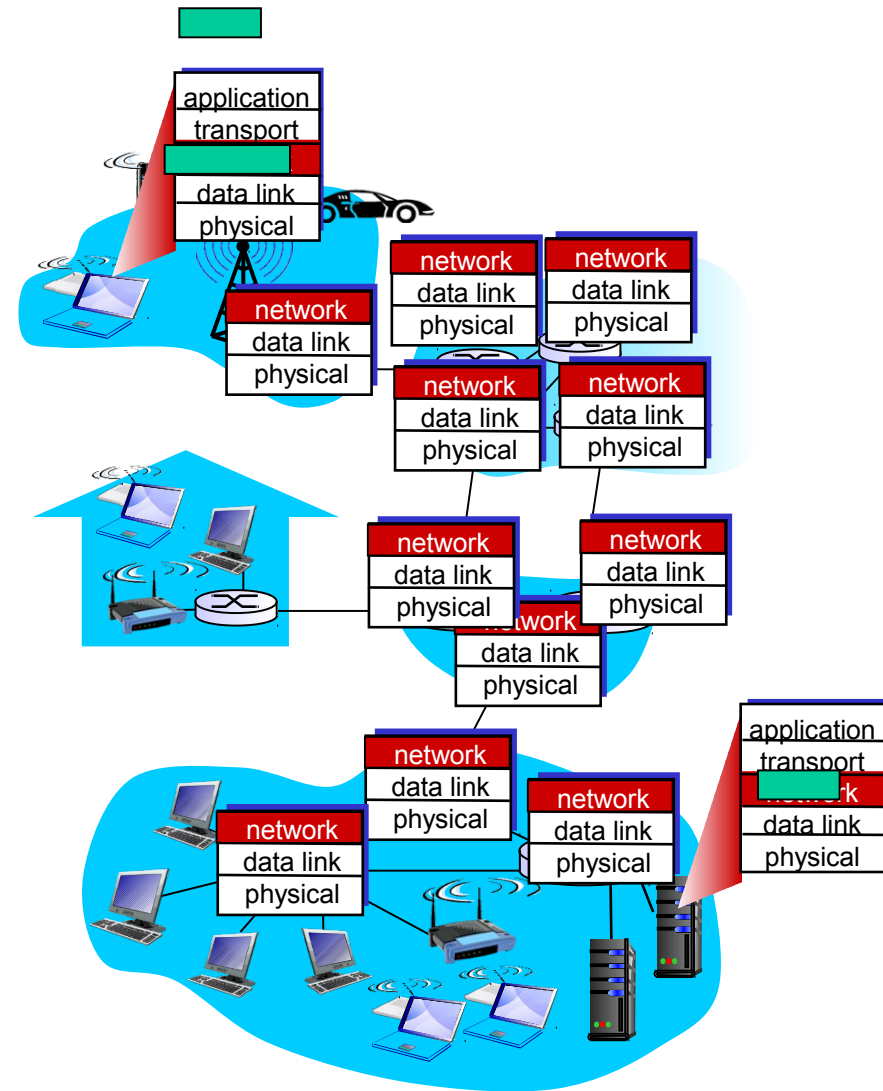 application
transport
data link
physical
network
data link
physical
network
data link
physical
network
data link
physical
network
data link
physical
network
data link
physical
network
data link
physical
network
data link
physical
network
data link
physical
application
transport
network
data link
physical
network
data link
physical
network
data link
physical
network
data link
physical